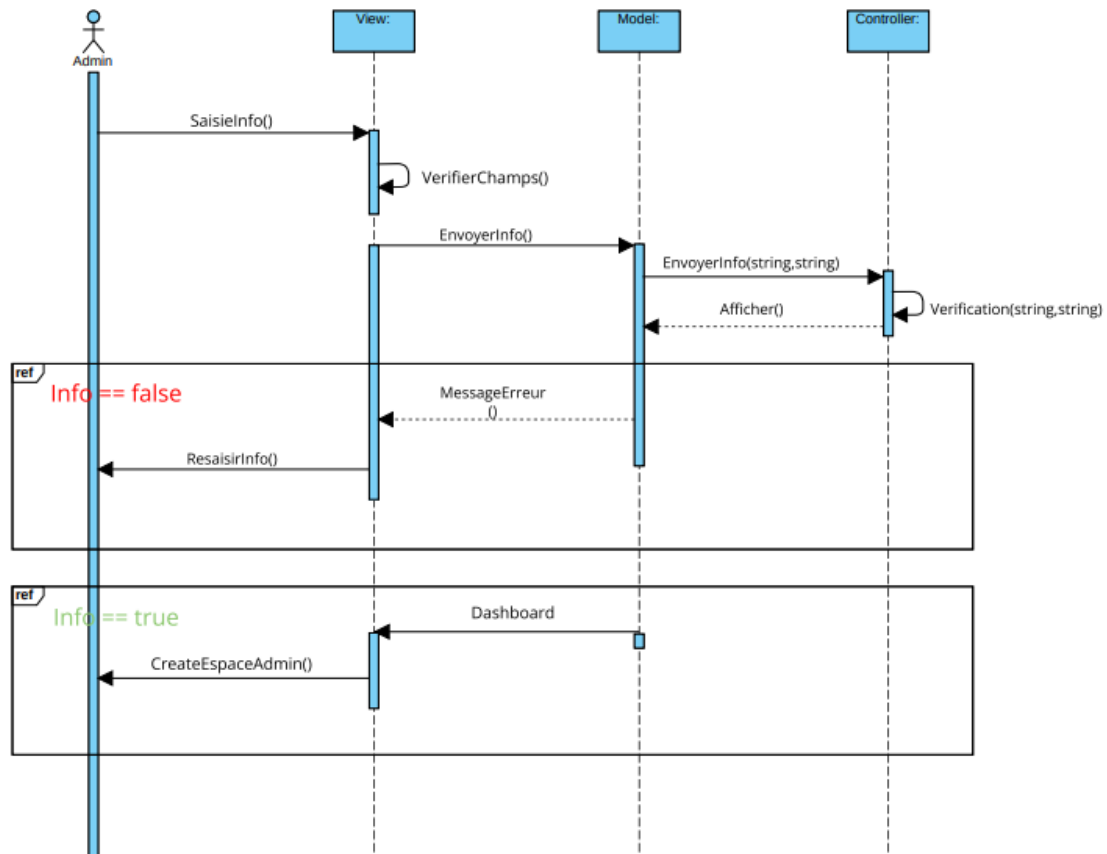 View:
Model:
Controller:
Admin
SaisieInfo()
VerifierChamps()
EnvoyerInfo()
EnvoyerInfo(string,string)
Afficher()
Verification(string,string)
ref
Info == false
MessageErreur
()
ResaisirInfo()
ref
Info == true
Dashboard
CreateEspaceAdmin()